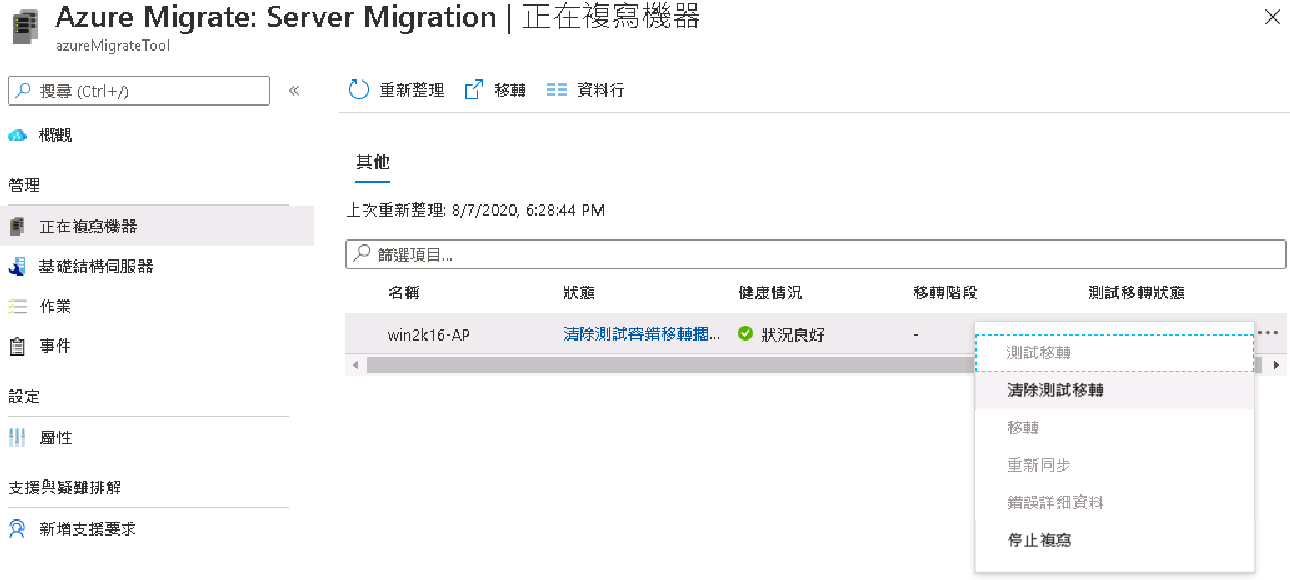 Azure Migrate: Server Migration | 正在複寫機器
azureMigrateTool
搜尋 (Ctrl+/)
重新整理
移轉
資料行
概觀
管理
正在複寫機器
基礎結構伺服器
作業
事件
設定
屬性
支援與疑難排解
新增支援要求
其他
上次重新整理: 8/7/2020, 6:28:44 PM
篩選項目...
名稱 狀態 健康情況 移轉階段 測試移轉狀態
win2k16-AP 清除測試容錯移轉擱... 狀況良好 -
測試移轉
清除測試移轉
移轉
重新同步
錯誤詳細資料
停止複寫